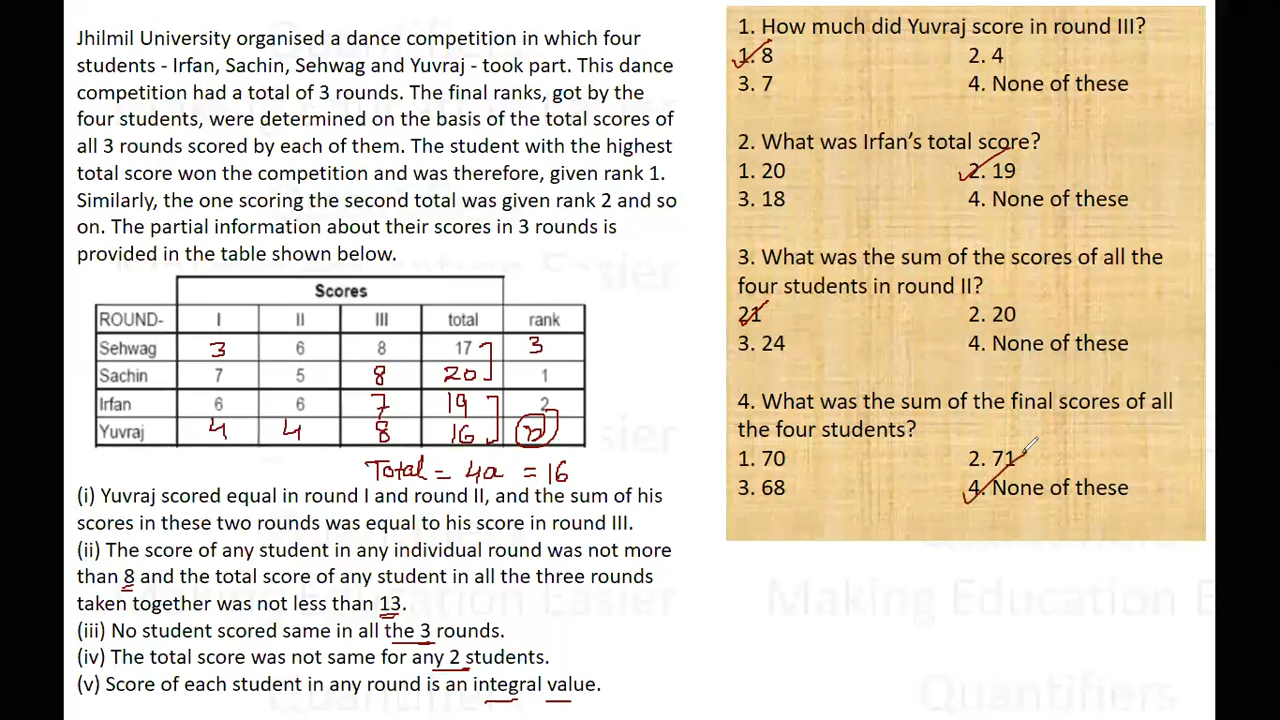 Jhilmil University organised a dance competition in which four
students - Irfan, Sachin, Sehwag and Yuvraj - took part. This dance
competition had a total of 3 rounds. The final ranks, got by the
four students, were determined on the basis of the total scores of
all 3 rounds scored by each of them. The student with the highest
total score won the competition and was therefore, given rank 1.
Similarly, the one scoring the second total was given rank 2 and so
on. The partial information about their scores in 3 rounds is
provided in the table shown below.
Scores
ROUND- I II III total rank
Sehwag 3 6 8 17 3
Sachin 7 5 8 20 1
Irfan 6 6 7 19 2
Yuvraj 4 4 8 16
Total = 4a = 16
(i) Yuvraj scored equal in round I and round II, and the sum of his
scores in these two rounds was equal to his score in round III.
(ii) The score of any student in any individual round was not more
than 8 and the total score of any student in all the three rounds
taken together was not less than 13.
(iii) No student scored same in all the 3 rounds.
(iv) The total score was not same for any 2 students.
(v) Score of each student in any round is an integral value.
1. How much did Yuvraj score in round III?
1. 8 2. 4
3. 7 4. None of these
2. What was Irfan’s total score?
1. 20 2. 19
3. 18 4. None of these
3. What was the sum of the scores of all the
four students in round II?
21 2. 20
3. 24 4. None of these
4. What was the sum of the final scores of all
the four students?
1. 70 2. 71
3. 68 4. None of these
Making Education E
Quantifiers